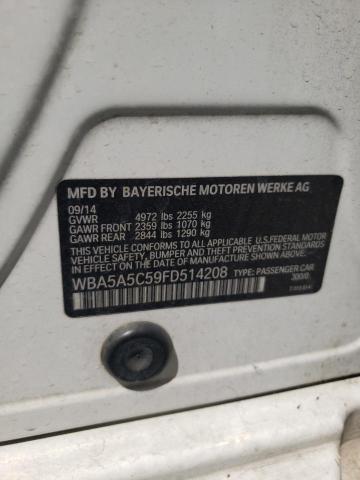 MFD BY BAYERISCHE MOTOREN WERKE AG
09/14
GVWR 4972 lbs 2255 kg
GAWR FRONT 2359 lbs 1070 kg
GAWR REAR 2844 lbs 1290 kg
THIS VEHICLE CONFORMS TO ALL APPLICABLE U.S.FEDERAL MOTOR
VEHICLE SAFETY, BUMPER, AND THEFT PREVENTION STANDARDS
IN EFFECT ON THE DATE OF MANUFACTURE SHOWN ABOVE.
WBA5A5C59FD514208 TYPE: PASSENGER CAR
300/0